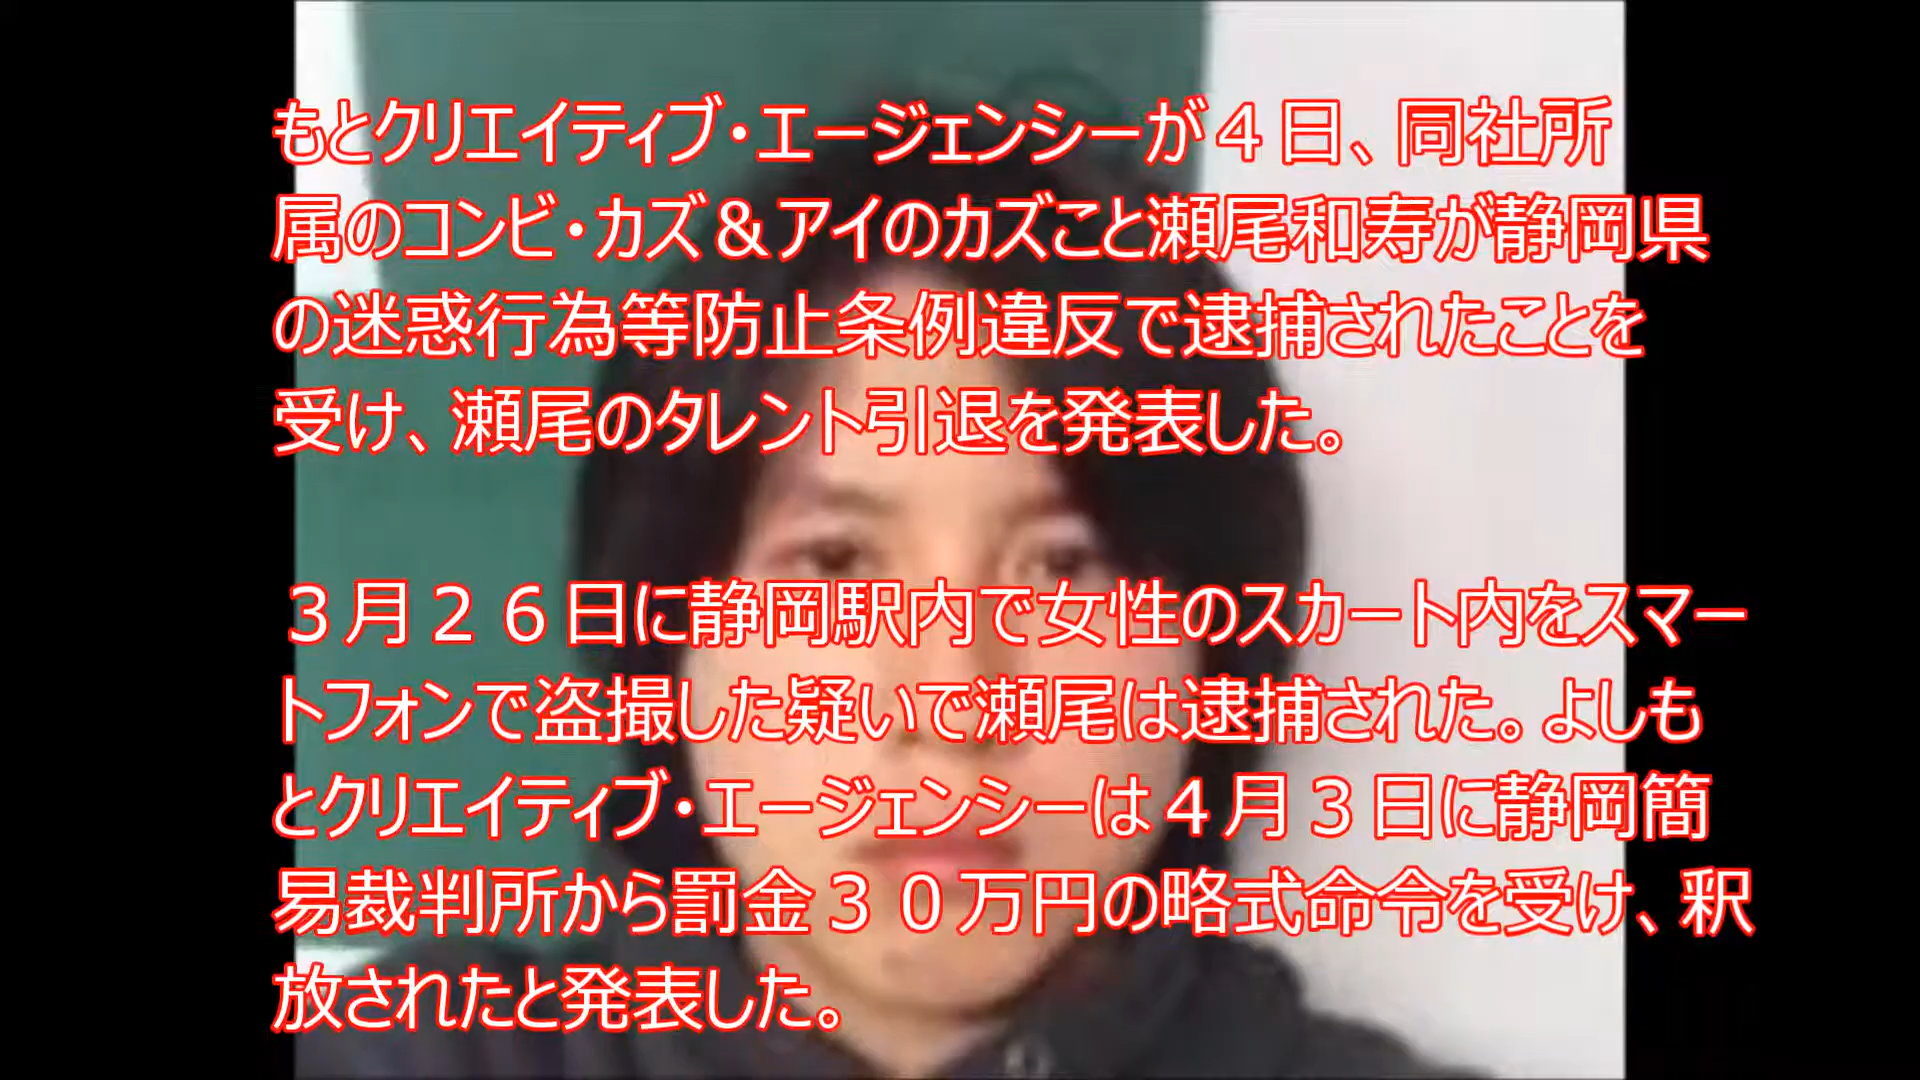 もとクリエイティブ・エージェンシーが４日、同社所
属のコンビ・カズ＆アイのカズこと瀬尾和寿が静岡県
の迷惑行為等防止条例違反で逮捕されたことを
受け、瀬尾のタレント引退を発表した。
３月２６日に静岡駅内で女性のスカート内をスマー
トフォンで盗撮した疑いで瀬尾は逮捕された。よしも
とクリエイティブ・エージェンシーは４月３日に静岡簡
易裁判所から罰金３０万円の略式命令を受け、釈
放されたと発表した。